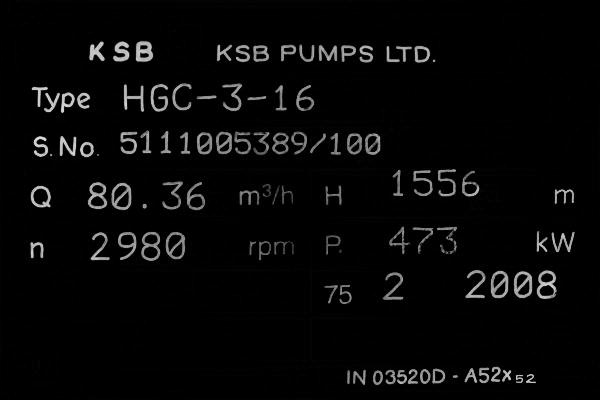 KSB KSB PUMPS LTD.
Type HGC-3-16
S.No. 5111005389/100
Q 80.36 m³/h H 1556 m
n 2980 rpm P. 473 kW
75 2 2008
IN 03520D - A52x52